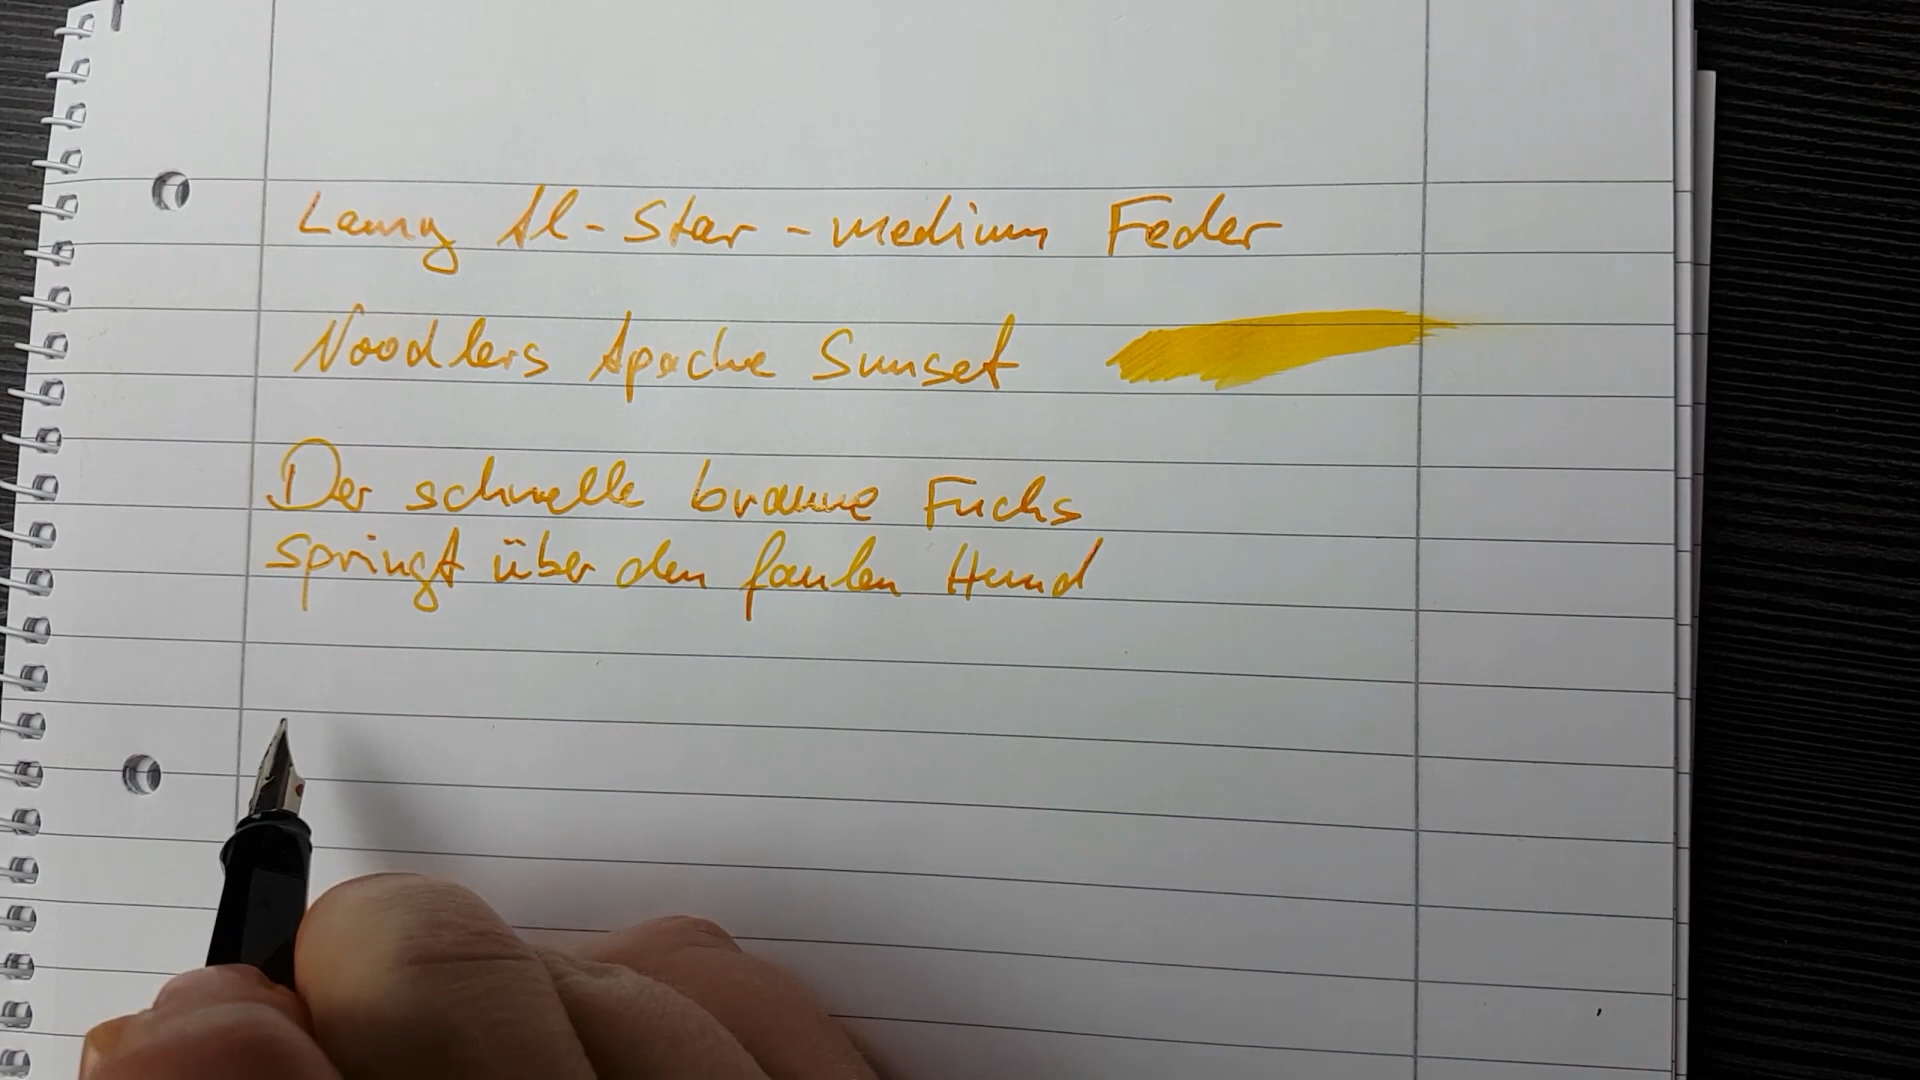 Lamy Al-Star - medium Feder
Noodlers Apache Sunset
Der schnelle braune Fuchs
springt über den faulen Hund